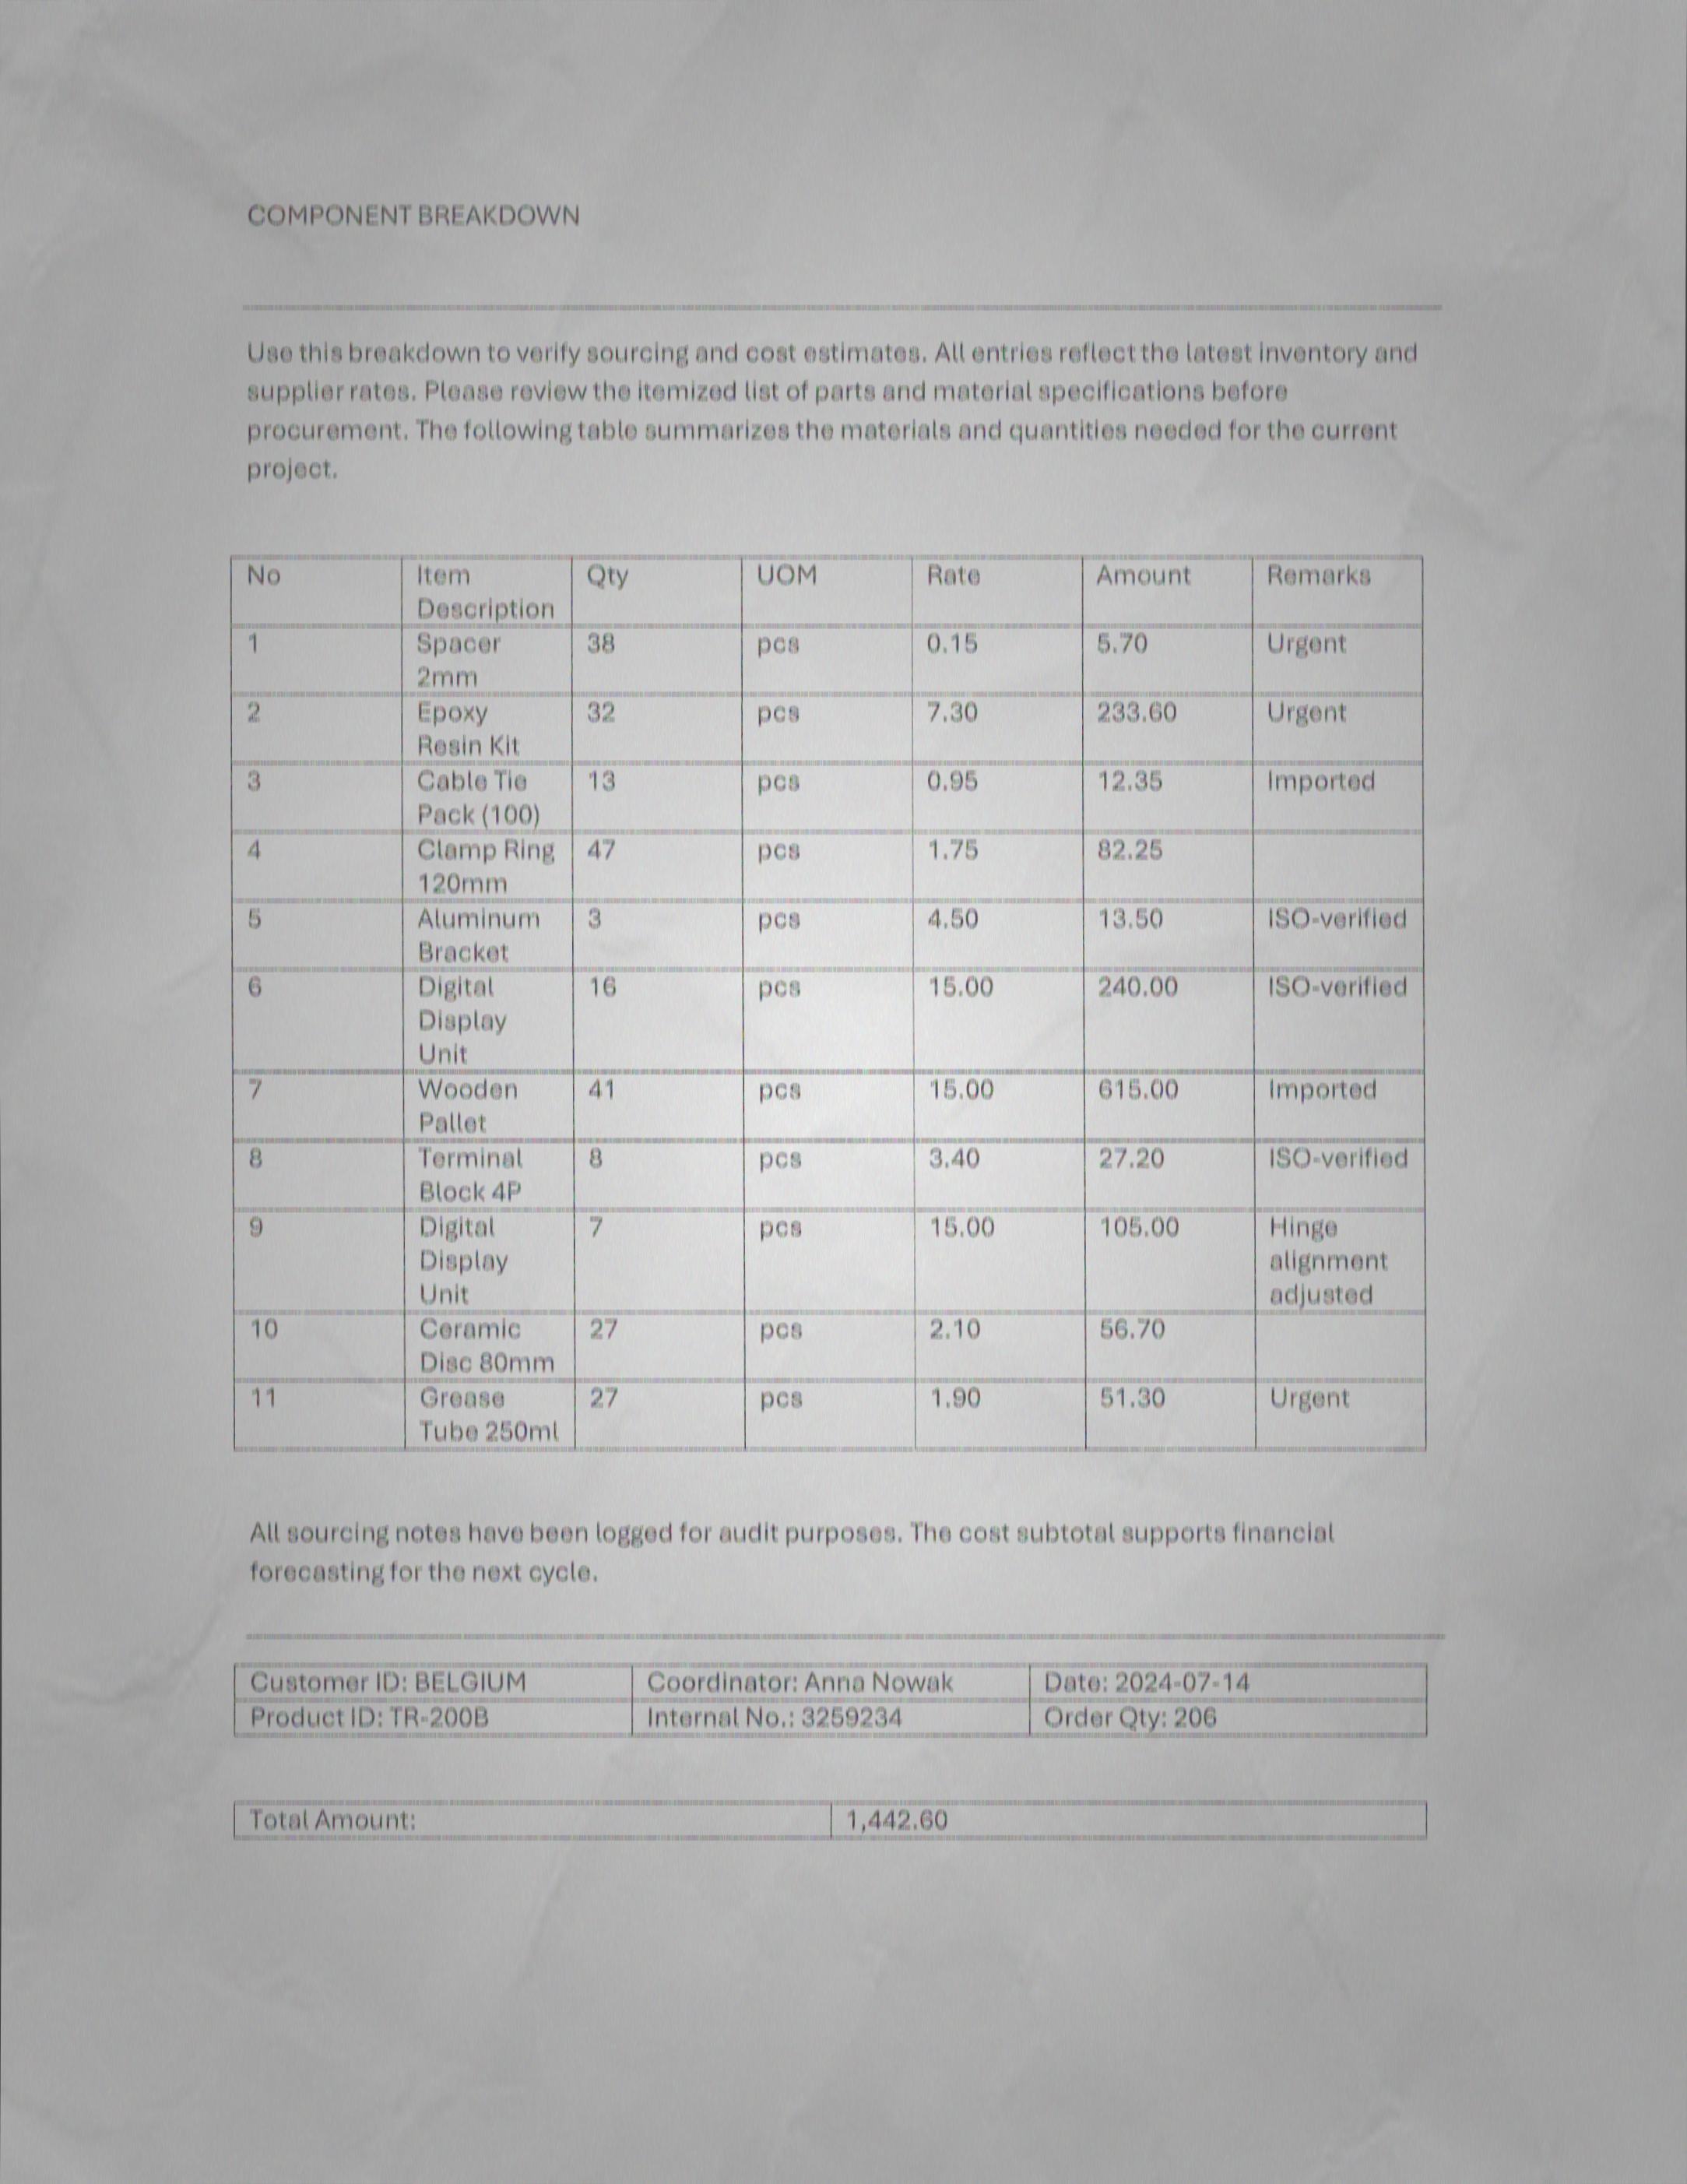 COMPONENT BREAKDOWN
Use this breakdown to verify sourcing and cost estimates. All entries reflect the latest inventory and
supplier rates. Please review the itemized list of parts and material specifications before
procurement. The following table summarizes the materials and quantities needed for the current
project.
No Item Qty UOM Rate Amount Remarks
Description
1 Spacer 38 pcs 0.15 5.70 Urgent
2mm
2 Epoxy 32 pcs 7.30 233.60 Urgent
Resin Kit
3 Cable Tie 13 pcs 0.95 12.35 Imported
Pack (100)
4 Clamp Ring 47 pcs 1.75 82.25
120mm
5 Aluminum 3 pcs 4.50 13.50 ISO-verified
Bracket
6 Digital 16 pcs 15.00 240.00 ISO-verified
Display
Unit
7 Wooden 41 pcs 15.00 615.00 Imported
Pallet
8 Terminal 8 pcs 3.40 27.20 ISO-verified
Block 4P
9 Digital 7 pcs 15.00 105.00 Hinge
Display alignment
Unit adjusted
10 Ceramic 27 pcs 2.10 56.70
Disc 80mm
11 Grease 27 pcs 1.90 51.30 Urgent
Tube 250ml
All sourcing notes have been logged for audit purposes. The cost subtotal supports financial
forecasting for the next cycle.
Customer ID: BELGIUM Coordinator: Anna Nowak Date: 2024-07-14
Product ID: TR-200B Internal No.: 3259234 Order Qty: 206
Total Amount: 1,442.60